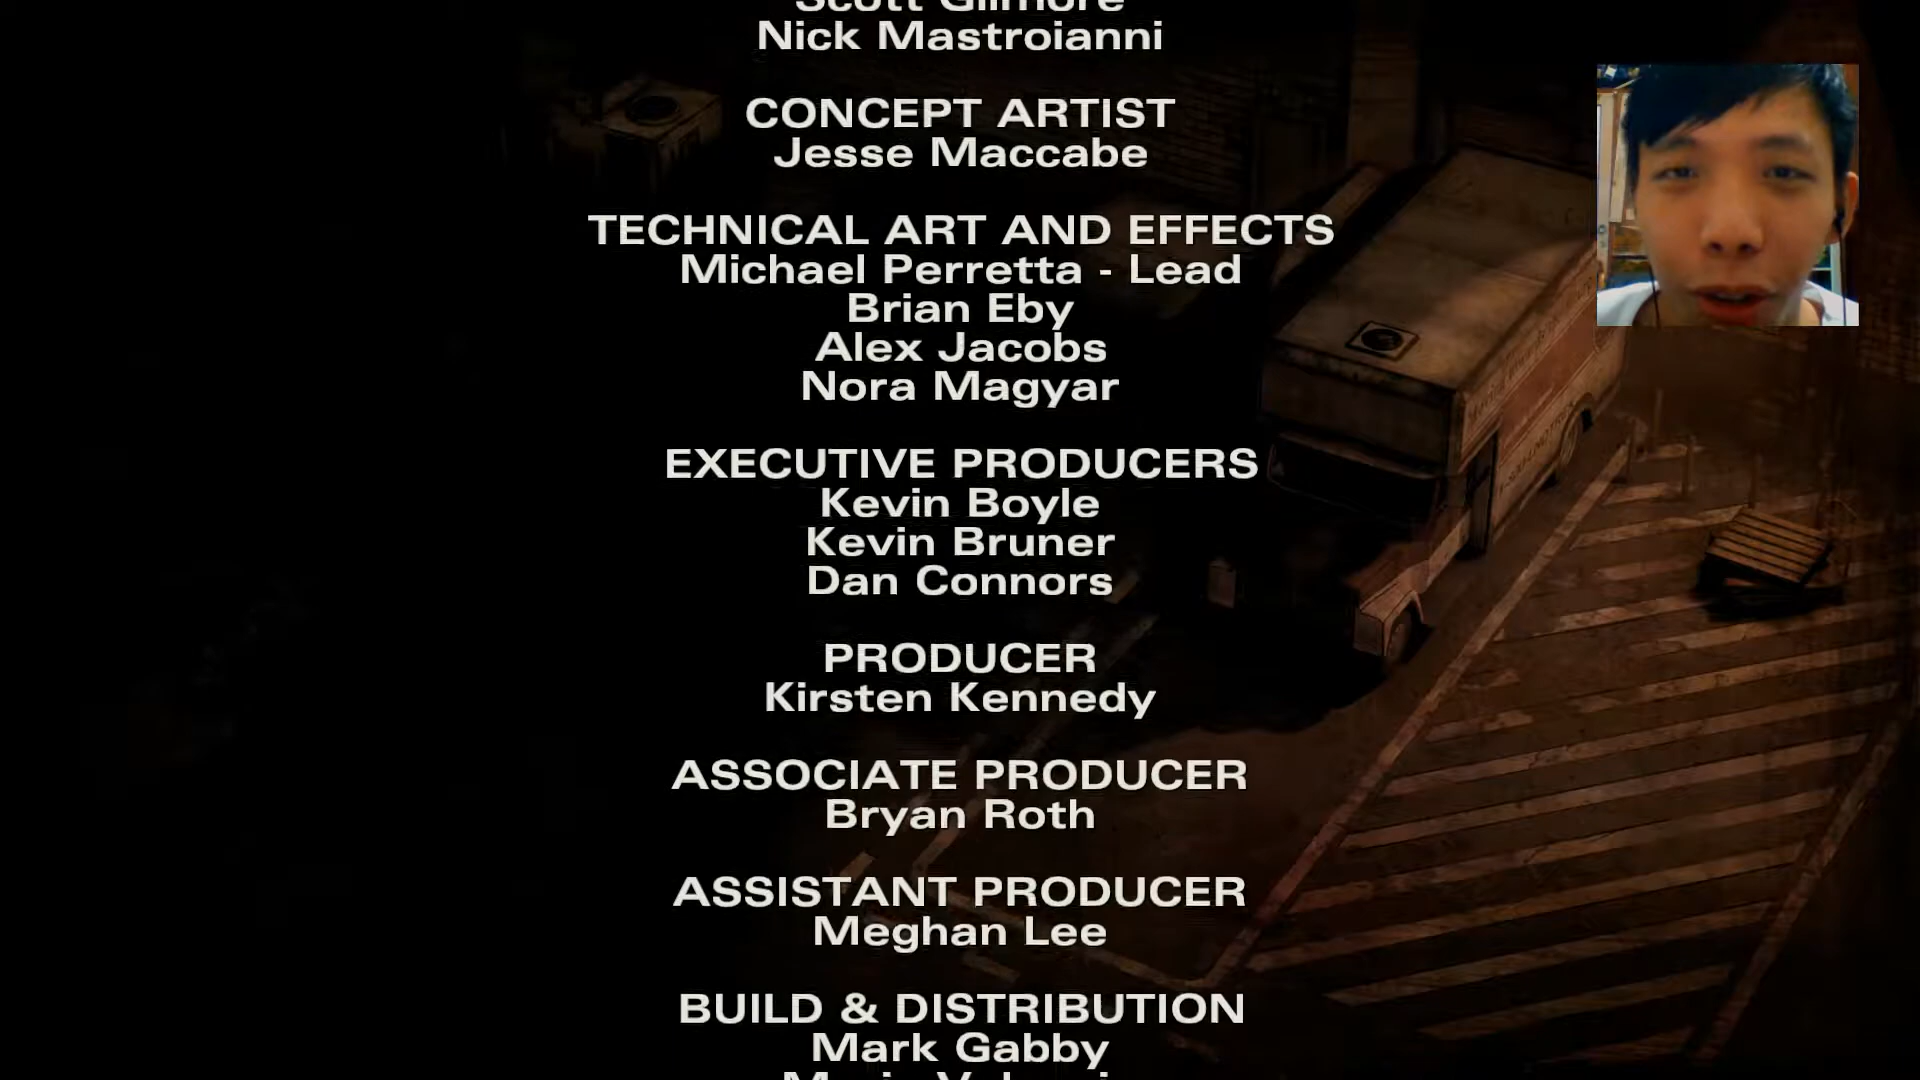 Scott Gilmore
Nick Mastroianni
CONCEPT ARTIST
Jesse Maccabe
TECHNICAL ART AND EFFECTS
Michael Perretta - Lead
Brian Eby
Alex Jacobs
Nora Magyar
EXECUTIVE PRODUCERS
Kevin Boyle
Kevin Bruner
Dan Connors
PRODUCER
Kirsten Kennedy
ASSOCIATE PRODUCER
Bryan Roth
ASSISTANT PRODUCER
Meghan Lee
BUILD & DISTRIBUTION
Mark Gabby